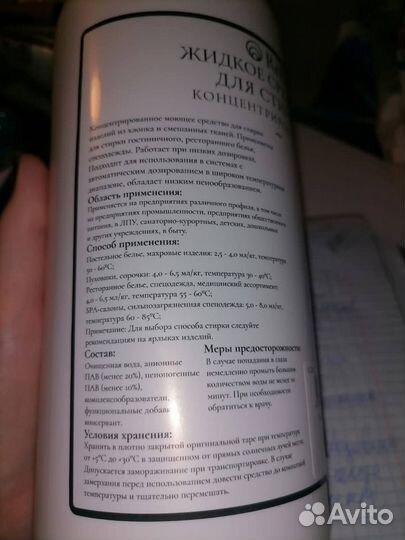 ЖИДКОЕ
ДЛЯ СТИ
КОНЦЕНТРИ
Концентрированное моющее средство для стирки
изделий из хлопка и смешанных тканей. Применяется
для стирки гостиничного, ресторанного белья,
спецодежды. Работает при низких дозировках.
Подходит для использования в системах с
автоматическим дозированием в широком температурном
диапазоне, обладает низким пенообразованием.
Область применения:
Применяется на предприятиях различного профиля, в том числе
на предприятиях промышленности, предприятиях общественного
питания, в ЛПУ, санаторно-курортных, детских, дошкольных
и других учреждениях, в быту.
Способ применения:
Постельное белье, махровые изделия: 2,5 - 4,0 мл/кг, температура
30 - 60°C;
Пуховики, сорочки: 4,0 - 6,5 мл/кг, температура 30 - 40°C;
Ресторанное белье, спецодежда, медицинский ассортимент:
4,0 - 6,5 мл/кг, температура 55 - 60°C;
SPA-салоны, сильнозагрязненная спецодежда: 5,0 - 8,0 мл/кг,
температура 60 - 85°C;
Примечание: Для выбора способа стирки следуйте
рекомендациям на ярлыках изделий.
Состав:
Очищенная вода, анионные
ПАВ (менее 20%), неионогенные
ПАВ (менее 10%),
комплексообразователи,
функциональные добавк
консервант.
Меры предосторожности:
В случае попадания в глаза
немедленно промыть большим
количеством воды не менее 10
минут. При необходимости
обратиться к врачу.
Условия хранения:
Хранить в плотно закрытой оригинальной таре при температуре
от +5°C до +30°C в защищенном от прямых солнечных лучей месте.
Допускается замораживание при транспортировке. В случае
замерзания перед использованием довести средство до комнатной
температуры и тщательно перемешать.
Avito